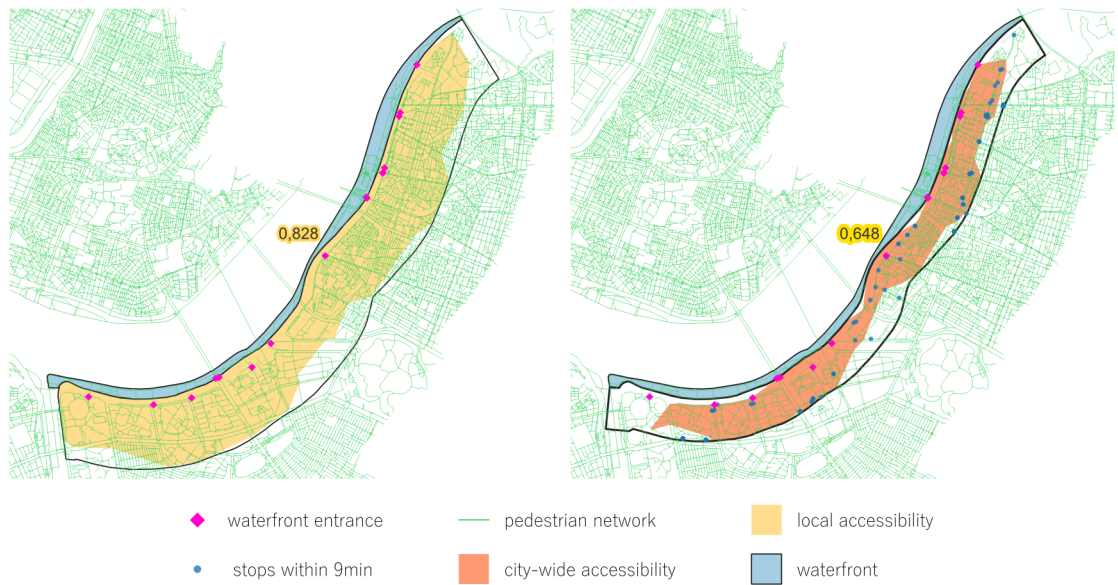 0,828
0,648
waterfront entrance
pedestrian network
local accessibility
stops within 9min
city-wide accessibility
waterfront